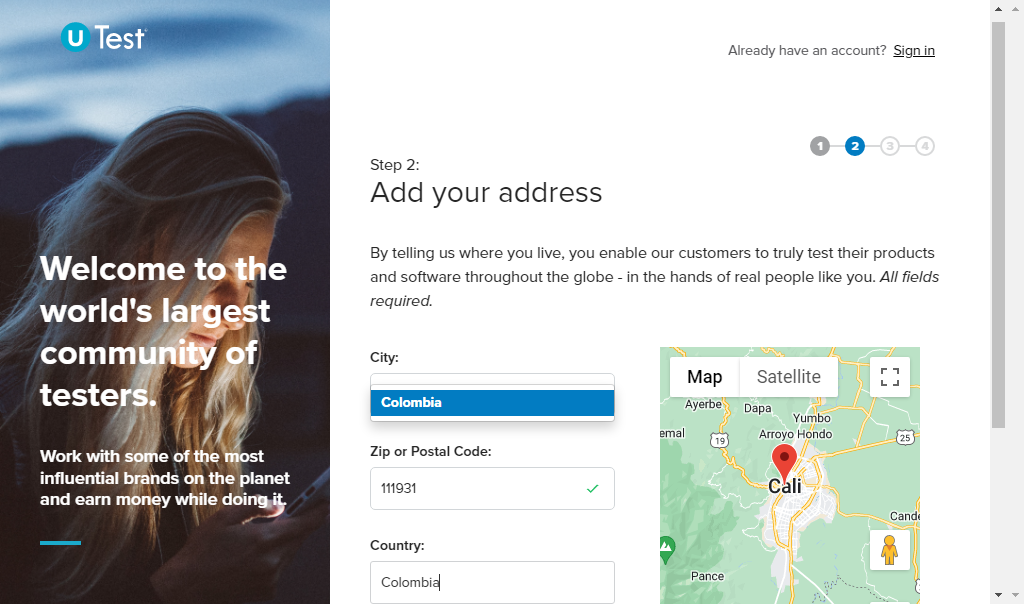 U Test
Already have an account? Sign in
1 2 3 4
Step 2:
Add your address
By telling us where you live, you enable our customers to truly test their products
and software throughout the globe - in the hands of real people like you. All fields
required.
Welcome to the
world's largest
community of
testers.
Work with some of the most
influential brands on the planet
and earn money while doing it.
City:
Colombia
Zip or Postal Code:
111931
Country:
Colombia
Map Satellite
Ayerbe
Dapa
Yumbo
emal
19
Arroyo Hondo
25
Cali
Cande
Pance